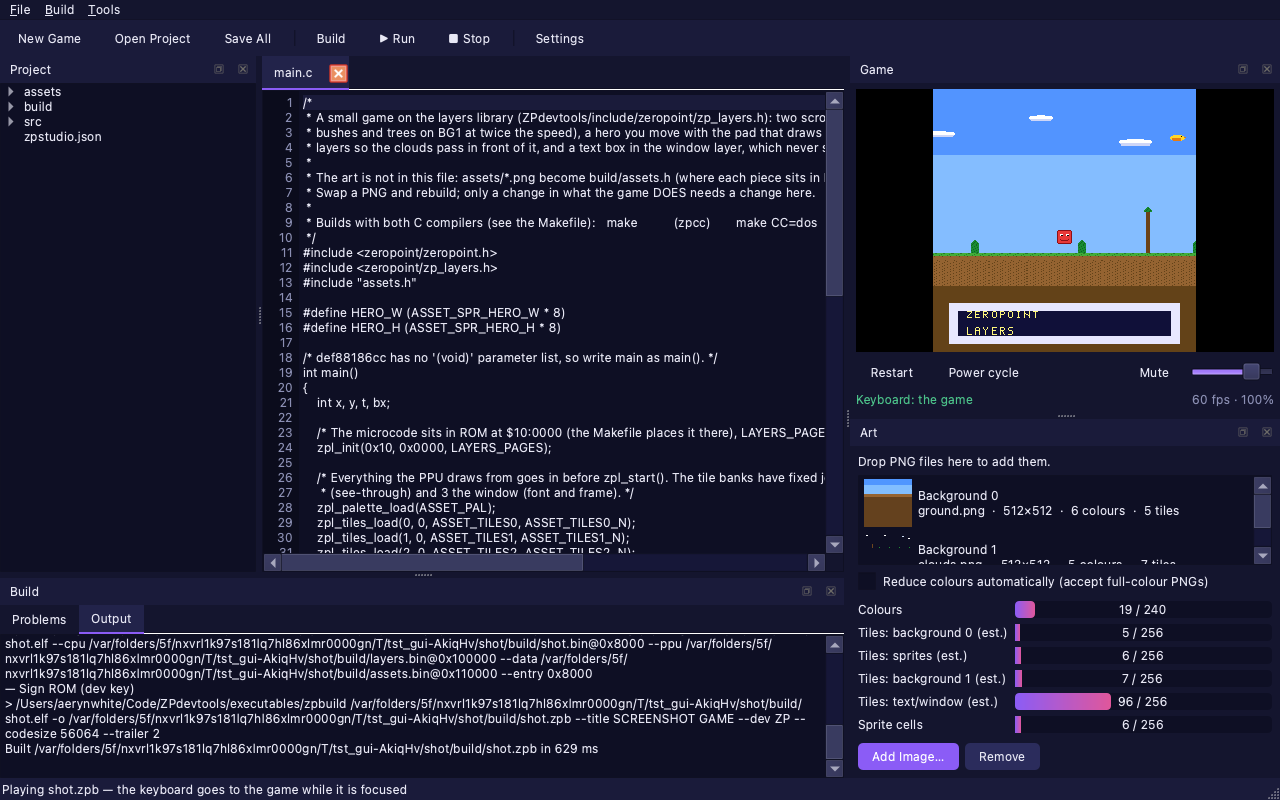 File Build Tools
New Game Open Project Save All Build Run Stop Settings
Project
assets
build
src
zpstudio.json
main.c
1 /*
2 * A small game on the layers library (ZPdevtools/include/zeropoint/zp_layers.h): two scro
3 * bushes and trees on BG1 at twice the speed), a hero you move with the pad that draws
4 * layers so the clouds pass in front of it, and a text box in the window layer, which never s
5 *
6 * The art is not in this file: assets/*.png become build/assets.h (where each piece sits in
7 * Swap a PNG and rebuild; only a change in what the game DOES needs a change here.
8 *
9 * Builds with both C compilers (see the Makefile): make (zpcc) make CC=dos
10 */
11 #include <zeropoint/zeropoint.h>
12 #include <zeropoint/zp_layers.h>
13 #include "assets.h"
14
15 #define HERO_W (ASSET_SPR_HERO_W * 8)
16 #define HERO_H (ASSET_SPR_HERO_H * 8)
17
18 /* def88186cc has no '(void)' parameter list, so write main as main(). */
19 int main()
20 {
21 int x, y, t, bx;
22
23 /* The microcode sits in ROM at $10:0000 (the Makefile places it there), LAYERS_PAGE
24 zpl_init(0x10, 0x0000, LAYERS_PAGES);
25
26 /* Everything the PPU draws from goes in before zpl_start(). The tile banks have fixed j
27 * (see-through) and 3 the window (font and frame). */
28 zpl_palette_load(ASSET_PAL);
29 zpl_tiles_load(0, 0, ASSET_TILES0, ASSET_TILES0_N);
30 zpl_tiles_load(1, 0, ASSET_TILES1, ASSET_TILES1_N);
31 zpl_tiles_load(2, 0, ASSET_TILES2, ASSET_TILES2_N);
Build
Problems Output
shot.elf --cpu /var/folders/5f/nxvrl1k97s181lq7hl86xlmr0000gn/T/tst_gui-AkiqHv/shot/build/shot.bin@0x8000 --ppu /var/folders/5f/
nxvrl1k97s181lq7hl86xlmr0000gn/T/tst_gui-AkiqHv/shot/build/layers.bin@0x100000 --data /var/folders/5f/
nxvrl1k97s181lq7hl86xlmr0000gn/T/tst_gui-AkiqHv/shot/build/assets.bin@0x110000 --entry 0x8000
— Sign ROM (dev key)
> /Users/aerynwhite/Code/ZPdevtools/executables/zpbuild /var/folders/5f/nxvrl1k97s181lq7hl86xlmr0000gn/T/tst_gui-AkiqHv/shot/build/
shot.elf -o /var/folders/5f/nxvrl1k97s181lq7hl86xlmr0000gn/T/tst_gui-AkiqHv/shot/build/shot.zpb --title SCREENSHOT GAME --dev ZP --
codesize 56064 --trailer 2
Built /var/folders/5f/nxvrl1k97s181lq7hl86xlmr0000gn/T/tst_gui-AkiqHv/shot/build/shot.zpb in 629 ms
Game
ZEROPOINT
LAYERS
Restart Power cycle Mute
Keyboard: the game 60 fps · 100%
Art
Drop PNG files here to add them.
Background 0
ground.png · 512×512 · 6 colours · 5 tiles
Background 1
clouds.png · 512×512 · 5 colours · 7 tiles
Reduce colours automatically (accept full-colour PNGs)
Colours 19 / 240
Tiles: background 0 (est.) 5 / 256
Tiles: sprites (est.) 6 / 256
Tiles: background 1 (est.) 7 / 256
Tiles: text/window (est.) 96 / 256
Sprite cells 6 / 256
Add Image... Remove
Playing shot.zpb — the keyboard goes to the game while it is focused